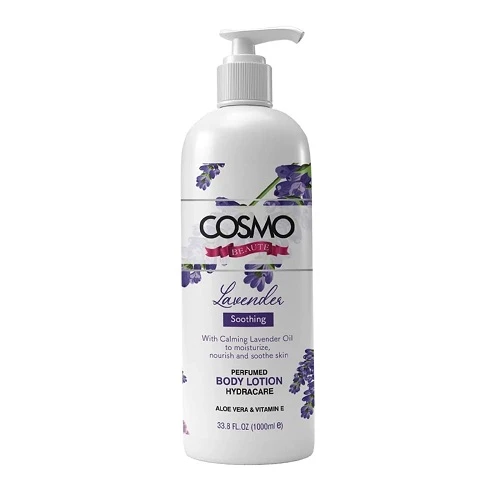 COSMO
BEAUTÉ
Lavender
Soothing
With Calming Lavender Oil
to moisturize,
nourish and soothe skin
PERFUMED
BODY LOTION
HYDRACARE
ALOE VERA & VITAMIN E
33.8 FL.OZ (1000ml ℮)